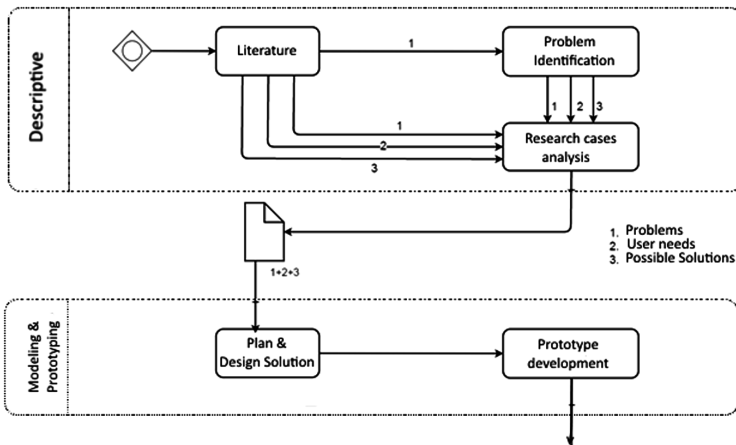 Descriptive
Literature
1
Problem
Identification
1 2 3
1
2
3
Research cases
analysis
1+2+3
1. Problems
2. User needs
3. Possible Solutions
Modeling &
Prototyping
Plan &
Design Solution
Prototype
development